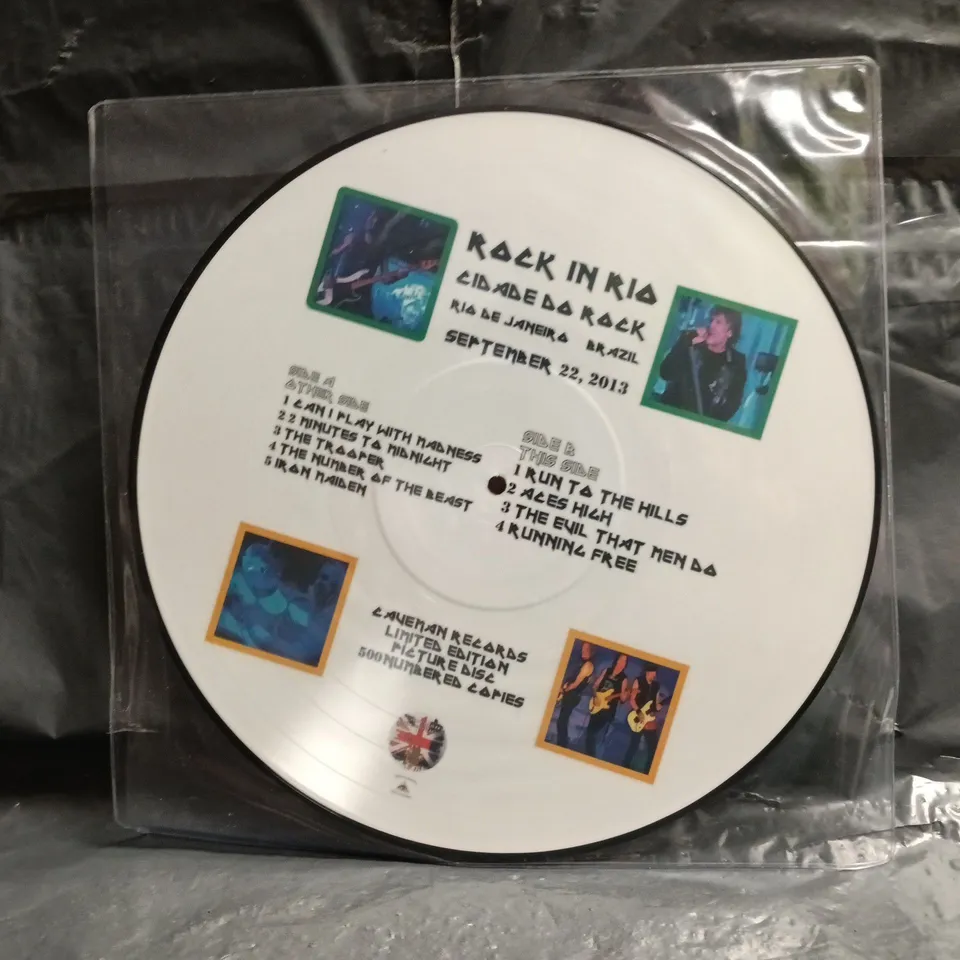 ROCK IN RIO
CIDADE DO ROCK
RIO DE JANEIRO BRAZIL
SEPTEMBER 22, 2013
SIDE A
OTHER SIDE
1 CAN I PLAY WITH MADNESS
2 2 MINUTES TO MIDNIGHT
3 THE TROOPER
4 THE NUMBER OF THE BEAST
5 IRON MAIDEN
SIDE B
THIS SIDE
1 RUN TO THE HILLS
2 ACES HIGH
3 THE EVIL THAT MEN DO
4 RUNNING FREE
CAVEMAN RECORDS
LIMITED EDITION
PICTURE DISC
500 NUMBERED COPIES